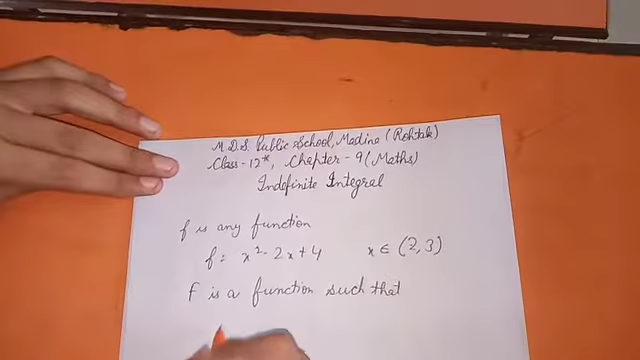 M.D.S. Public School, Madina (Rohtak)
Class - 12th, Chapter - 9 (Maths)
Indefinite Integral
f is any function
f = x² - 2x + 4 x ∈ (2, 3)
F is a function such that